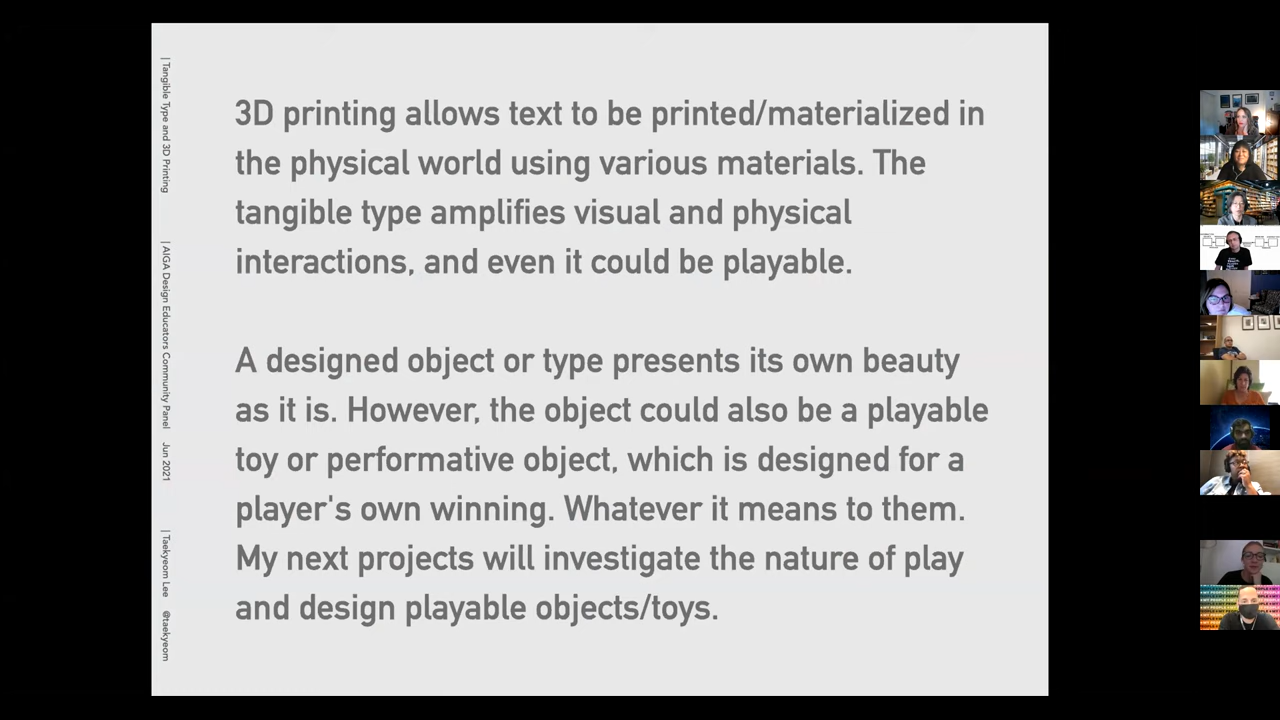 | Tangible Type and 3D Printing | AIGA Design Educators Community Panel Jun 2021 | Taekyeom Lee @taekyeom
3D printing allows text to be printed/materialized in
the physical world using various materials. The
tangible type amplifies visual and physical
interactions, and even it could be playable.
A designed object or type presents its own beauty
as it is. However, the object could also be a playable
toy or performative object, which is designed for a
player's own winning. Whatever it means to them.
My next projects will investigate the nature of play
and design playable objects/toys.